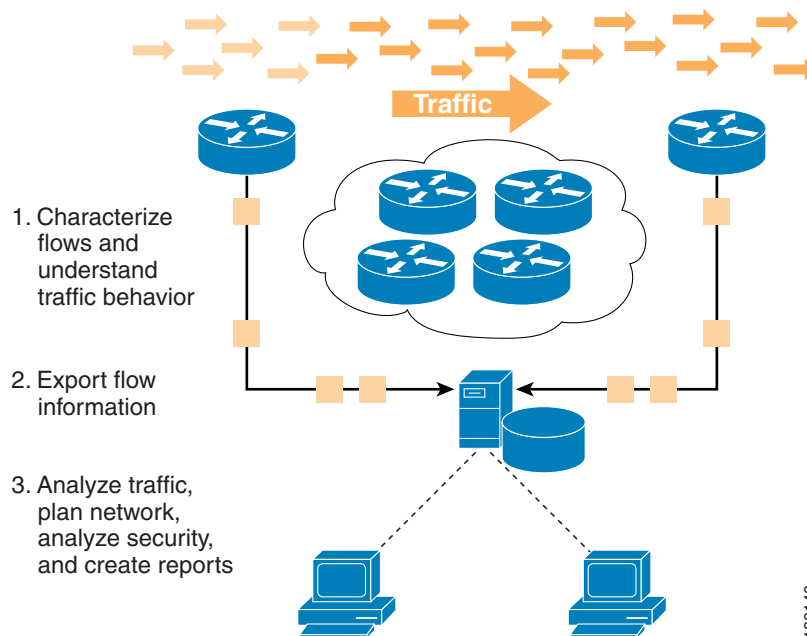 Traffic
1. Characterize
flows and
understand
traffic behavior
2. Export flow
information
3. Analyze traffic,
plan network,
analyze security,
and create reports